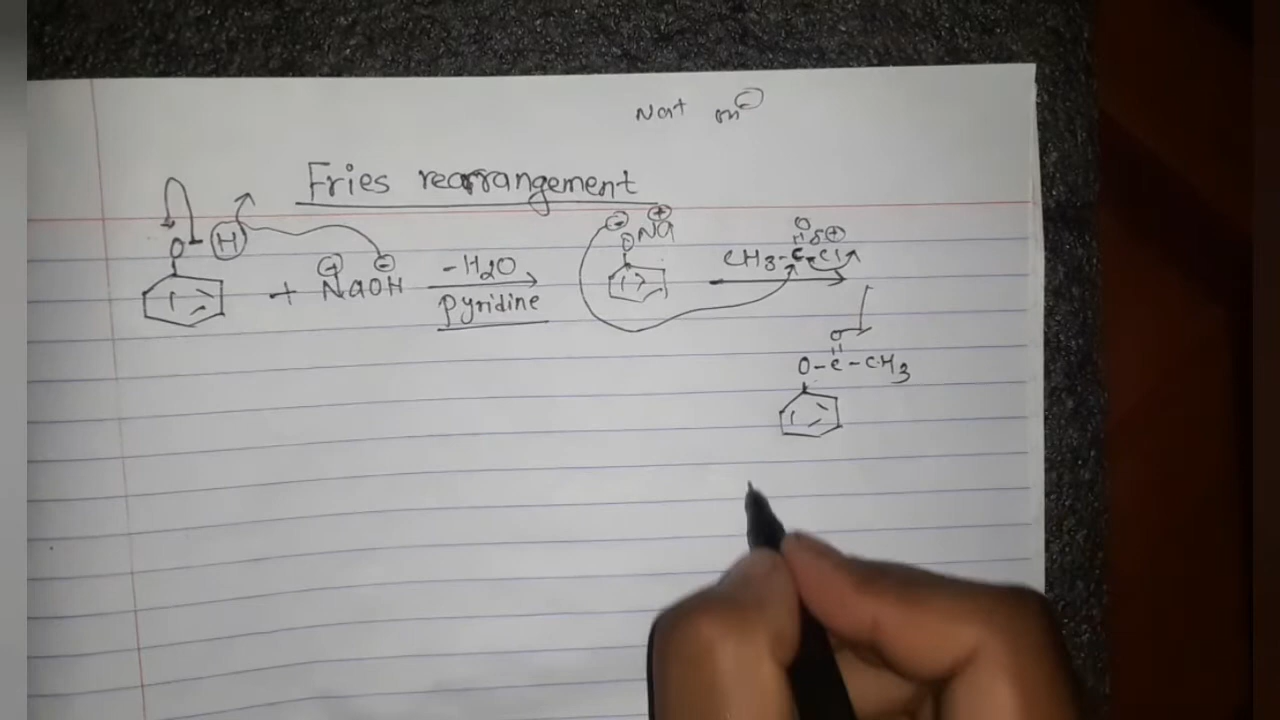 Na+ OH⊖
Fries rearrangement
O-H
+ ⊕NaOH⊖
-H2O
Pyridine
⊖O Na⊕
O
CH3-C-Cl δ⊕
O
O-C-CH3